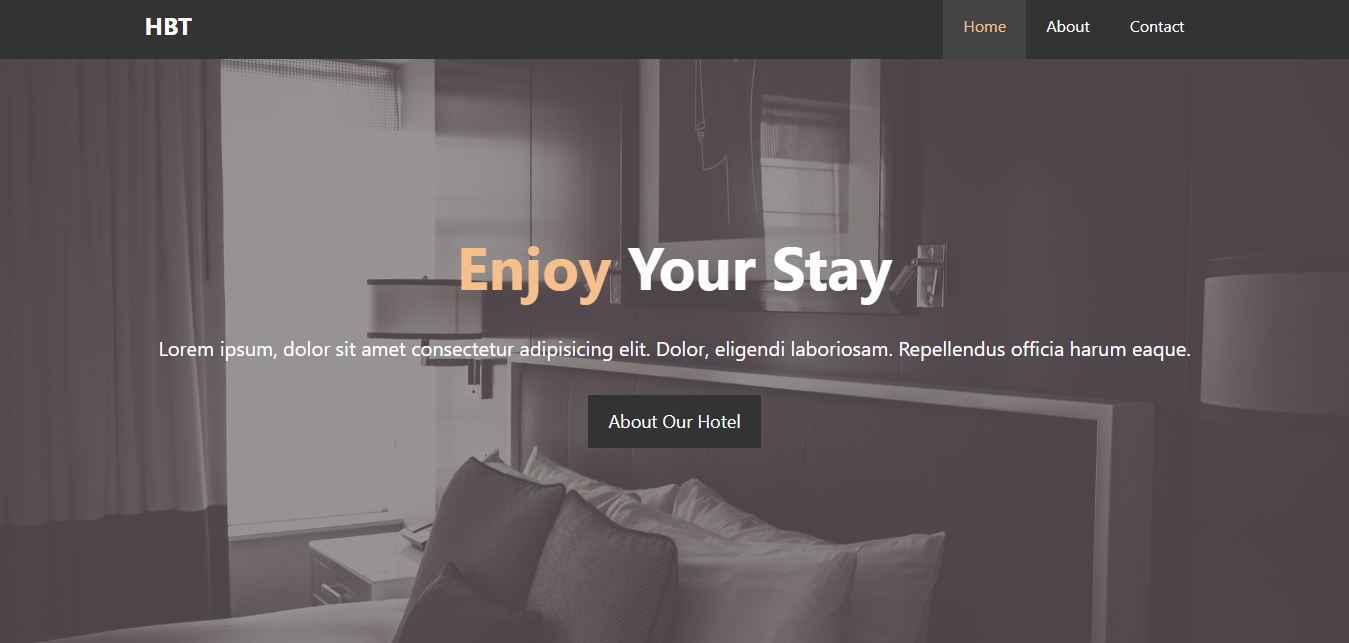 HBT
Home About Contact
Enjoy Your Stay
Lorem ipsum, dolor sit amet consectetur adipisicing elit. Dolor, eligendi laboriosam. Repellendus officia harum eaque.
About Our Hotel